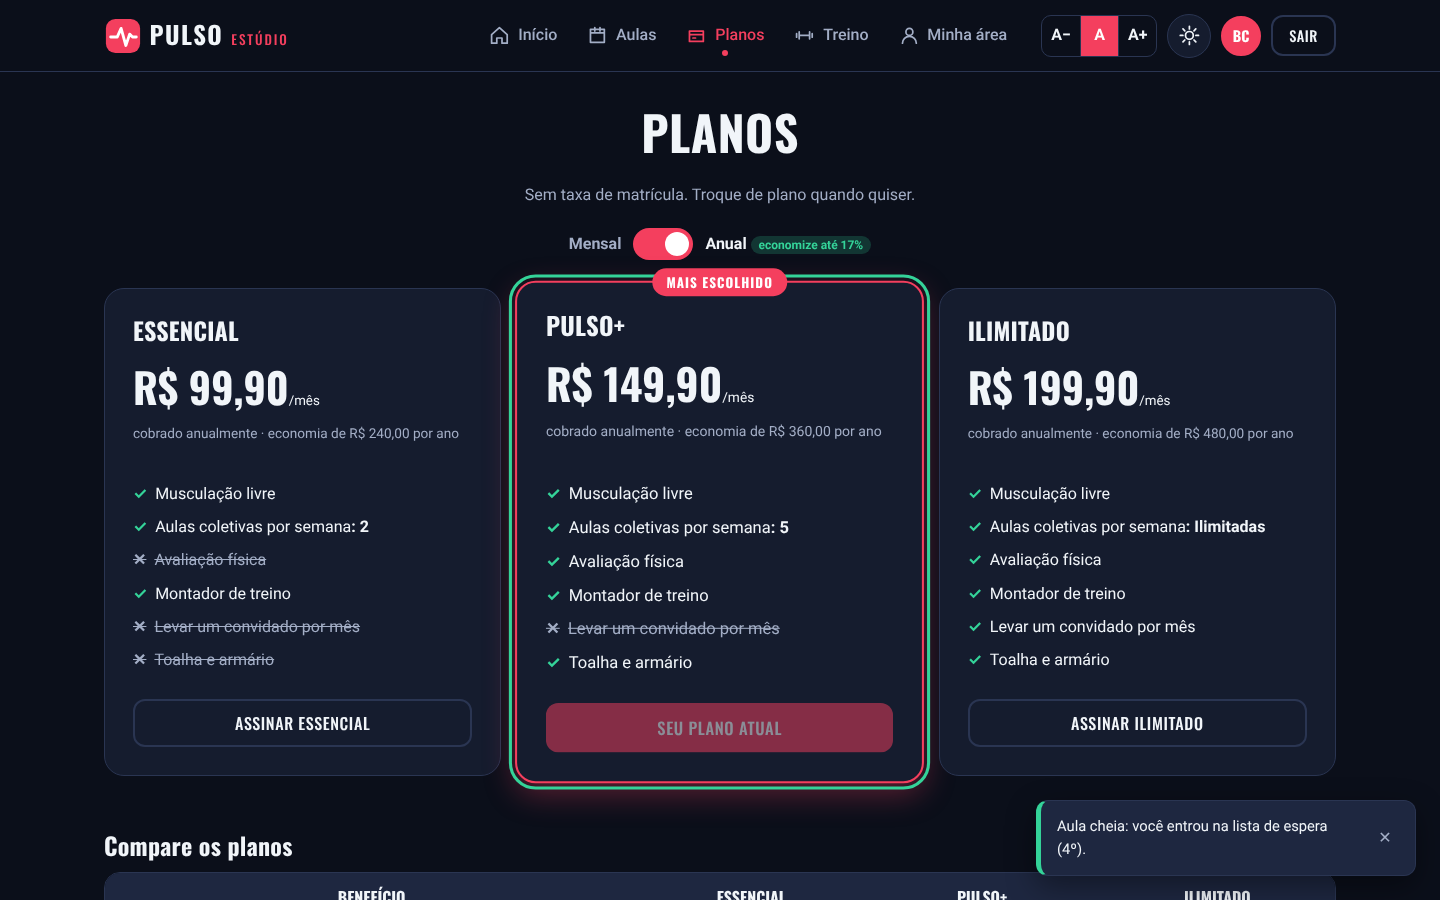 PULSO ESTÚDIO
Início
Aulas
Planos
Treino
Minha área
A−
A
A+
BC
SAIR
PLANOS
Sem taxa de matrícula. Troque de plano quando quiser.
Mensal
Anual economize até 17%
MAIS ESCOLHIDO
ESSENCIAL
R$ 99,90/mês
cobrado anualmente · economia de R$ 240,00 por ano
Musculação livre
Aulas coletivas por semana: 2
Avaliação física
Montador de treino
Levar um convidado por mês
Toalha e armário
ASSINAR ESSENCIAL
PULSO+
R$ 149,90/mês
cobrado anualmente · economia de R$ 360,00 por ano
Musculação livre
Aulas coletivas por semana: 5
Avaliação física
Montador de treino
Levar um convidado por mês
Toalha e armário
SEU PLANO ATUAL
ILIMITADO
R$ 199,90/mês
cobrado anualmente · economia de R$ 480,00 por ano
Musculação livre
Aulas coletivas por semana: Ilimitadas
Avaliação física
Montador de treino
Levar um convidado por mês
Toalha e armário
ASSINAR ILIMITADO
Compare os planos
BENEFÍCIO
ESSENCIAL
PULSO+
ILIMITADO
Aula cheia: você entrou na lista de espera
(4º).